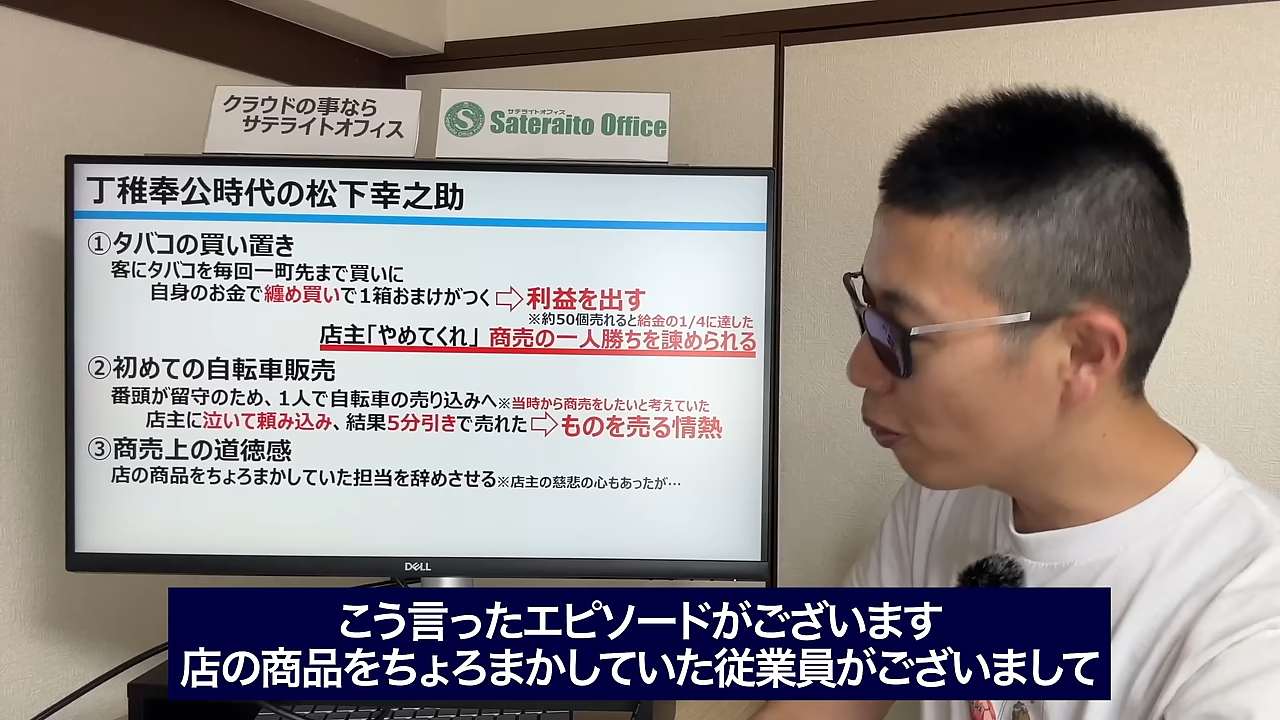 クラウドの事なら
サテライトオフィス
サテライトオフィス
Sateraito Office
丁稚奉公時代の松下幸之助
①タバコの買い置き
客にタバコを毎回一町先まで買いに
自身のお金で纏め買いで1箱おまけがつく⇨利益を出す
※約50個売れると給金の1/4に達した
店主「やめてくれ」 商売の一人勝ちを諫められる
②初めての自転車販売
番頭が留守のため、1人で自転車の売り込みへ※当時から商売をしたいと考えていた
店主に泣いて頼み込み、結果5分引きで売れた⇨ものを売る情熱
③商売上の道徳感
店の商品をちょろまかしていた担当を辞めさせる※店主の慈悲の心もあったが…
DELL
こう言ったエピソードがございます
店の商品をちょろまかしていた従業員がございまして